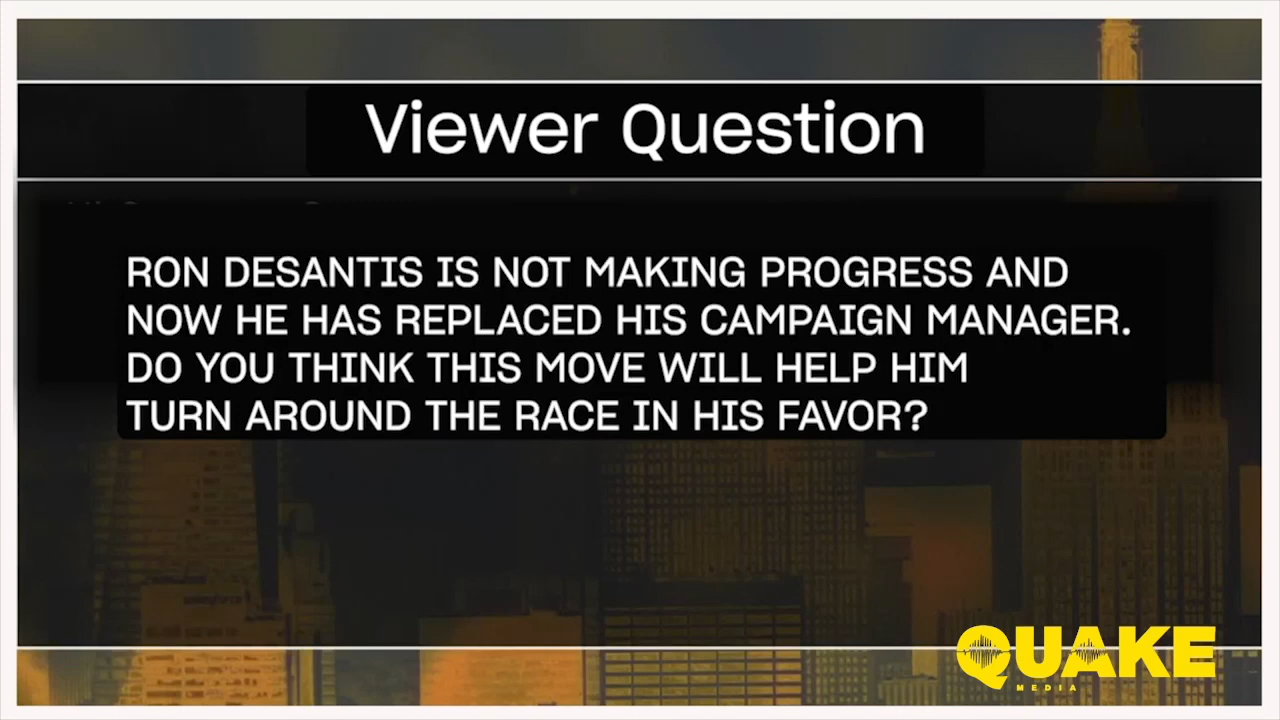 Viewer Question
RON DESANTIS IS NOT MAKING PROGRESS AND
NOW HE HAS REPLACED HIS CAMPAIGN MANAGER.
DO YOU THINK THIS MOVE WILL HELP HIM
TURN AROUND THE RACE IN HIS FAVOR?
QUAKE
MEDIA